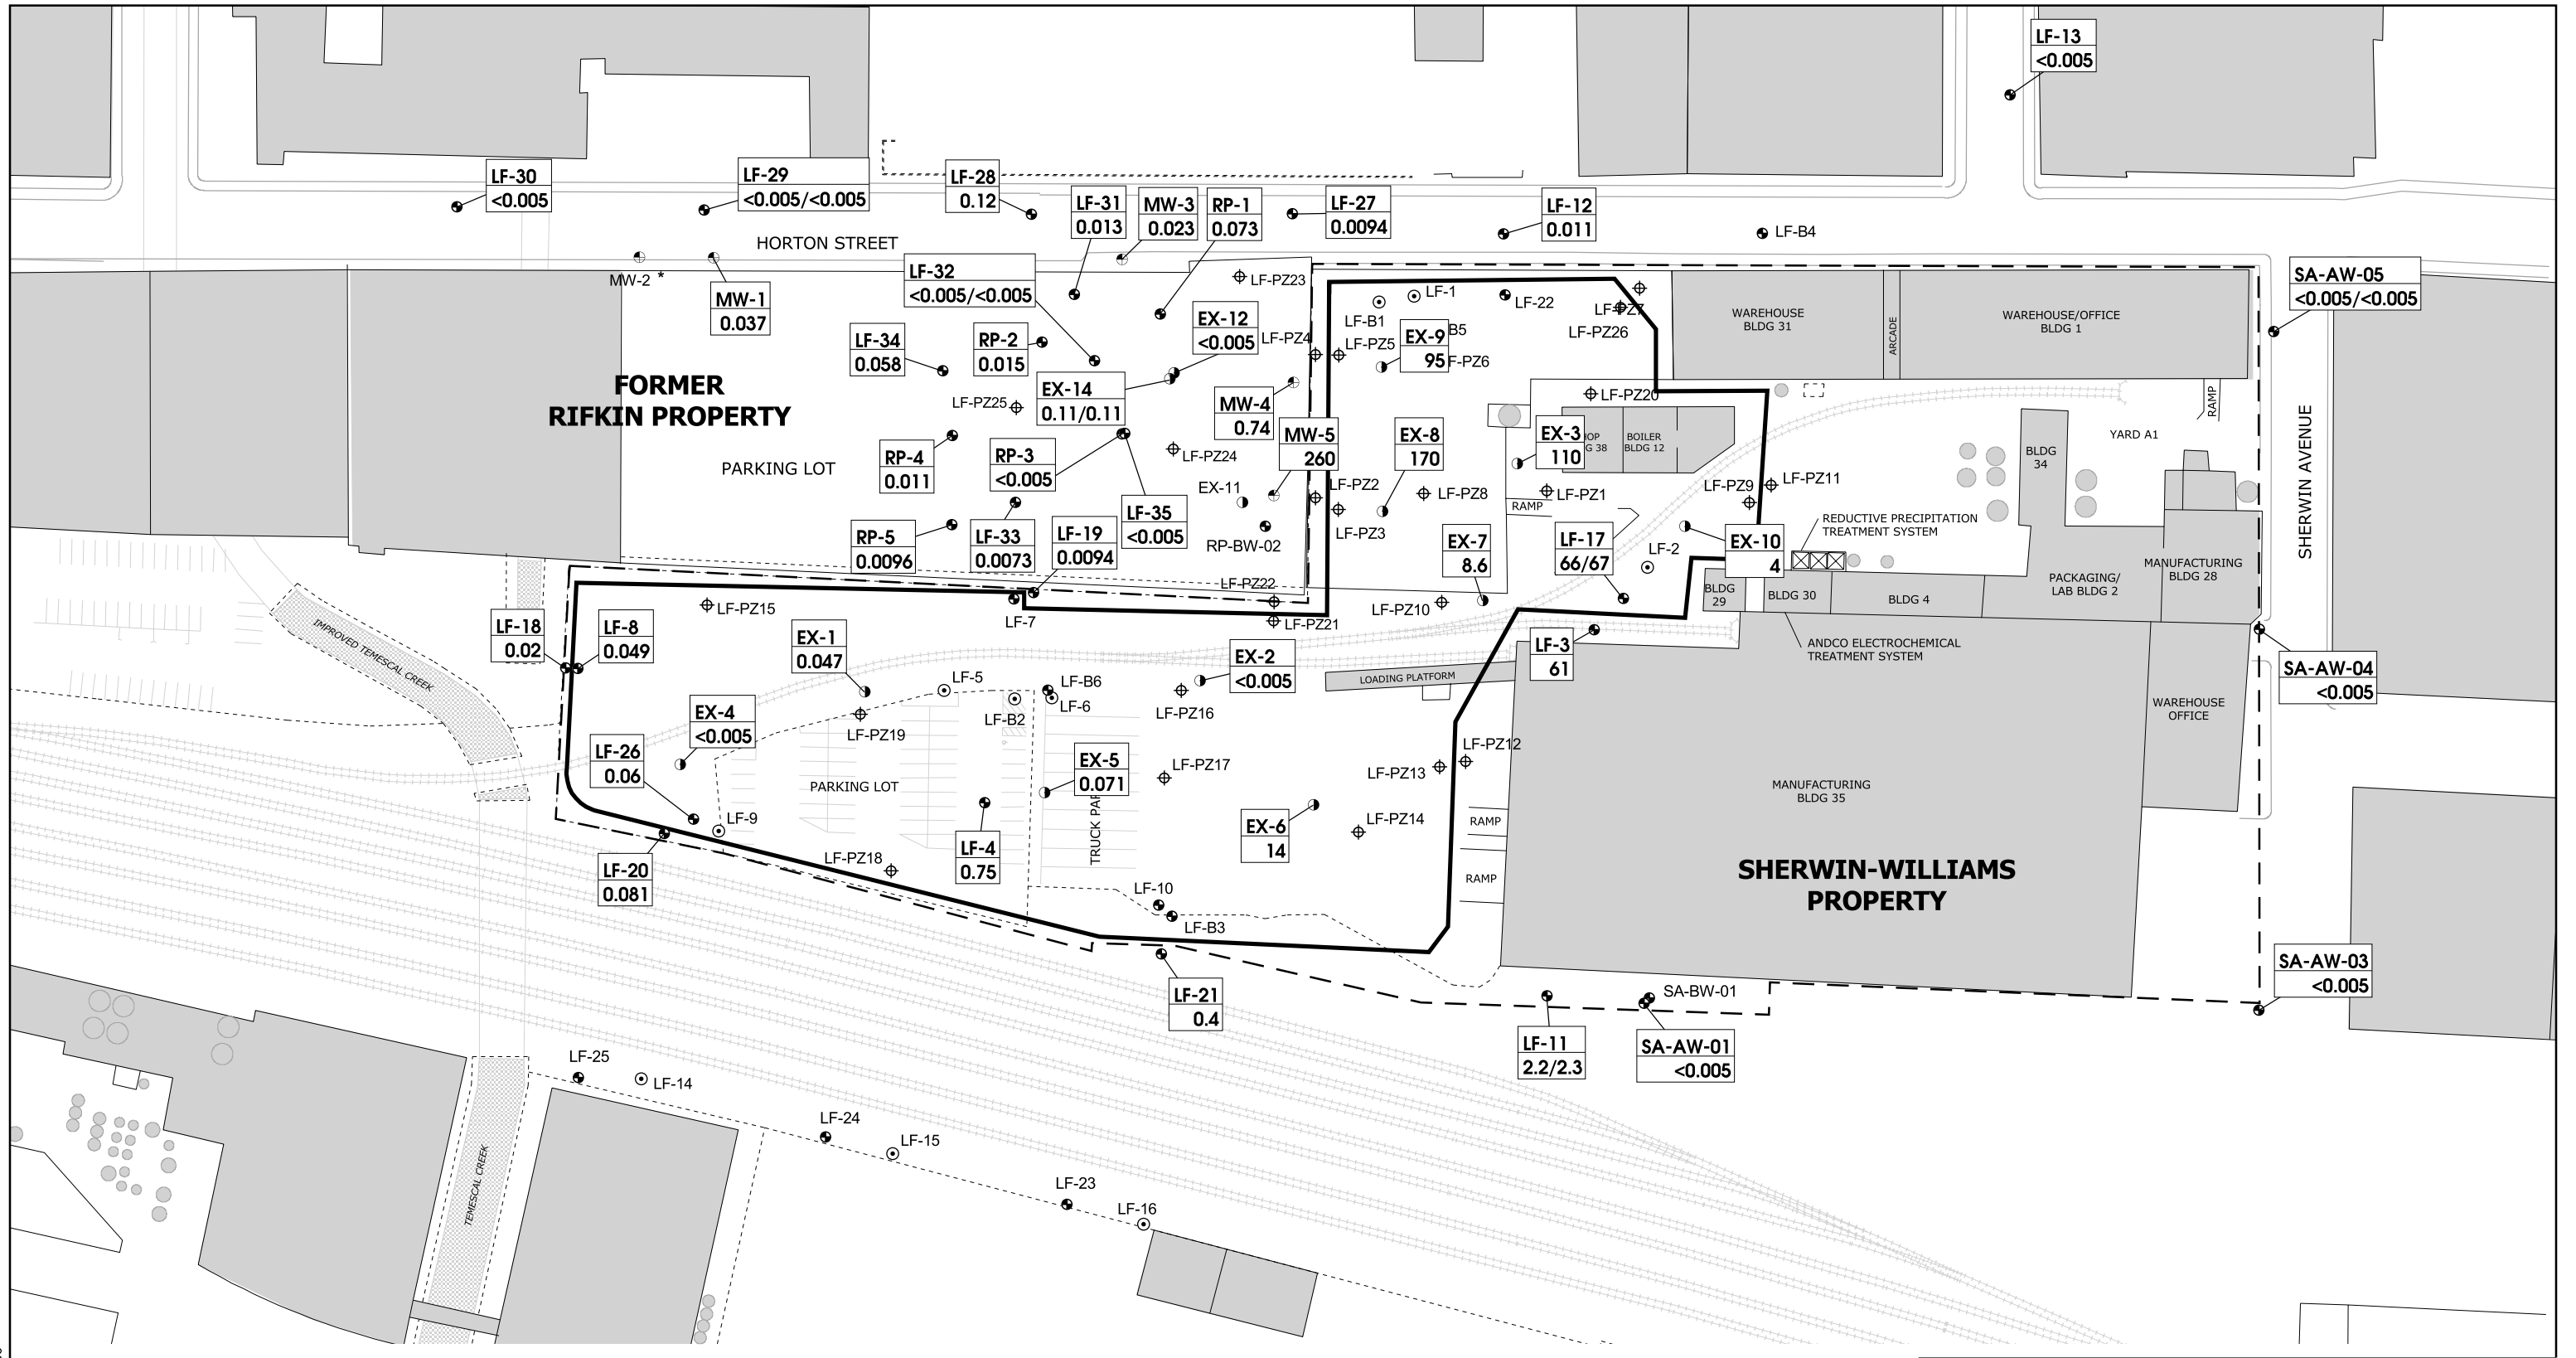 LF-13
<0.005
LF-30
<0.005
LF-29
<0.005/<0.005
LF-28
0.12
LF-31
0.013
MW-3
0.023
RP-1
0.073
LF-27
0.0094
LF-12
0.011
LF-B4
HORTON STREET
MW-2 *
MW-1
0.037
LF-32
<0.005/<0.005
LF-PZ23
LF-B1
LF-1
LF-22
LF-PZ7
LF-PZ26
SA-AW-05
<0.005/<0.005
WAREHOUSE
BLDG 31
ARCADE
WAREHOUSE/OFFICE
BLDG 1
EX-12
<0.005
LF-PZ4
LF-PZ5
EX-9
95
B5
F-PZ6
LF-34
0.058
RP-2
0.015
FORMER
RIFKIN PROPERTY
EX-14
0.11/0.11
LF-PZ25
MW-4
0.74
LF-PZ20
RAMP
YARD A1
SHERWIN AVENUE
MW-5
260
EX-8
170
EX-3
110
OP
G 38
BOILER
BLDG 12
BLDG
34
RP-4
0.011
RP-3
<0.005
LF-PZ24
PARKING LOT
EX-11
LF-PZ2
LF-PZ8
LF-PZ1
LF-PZ9
LF-PZ11
RAMP
LF-35
<0.005
RP-5
0.0096
LF-33
0.0073
LF-19
0.0094
RP-BW-02
LF-PZ3
EX-7
8.6
LF-17
66/67
LF-2
EX-10
4
REDUCTIVE PRECIPITATION
TREATMENT SYSTEM
MANUFACTURING
BLDG 28
PACKAGING/
LAB BLDG 2
BLDG
29
BLDG 30
BLDG 4
LF-PZ22
LF-PZ10
LF-PZ15
LF-7
LF-PZ21
IMPROVED TEMESCAL CREEK
LF-18
0.02
LF-8
0.049
EX-1
0.047
EX-2
<0.005
LF-3
61
ANDCO ELECTROCHEMICAL
TREATMENT SYSTEM
SA-AW-04
<0.005
LOADING PLATFORM
LF-5
LF-B6
LF-6
LF-B2
LF-PZ16
WAREHOUSE
OFFICE
EX-4
<0.005
LF-PZ19
LF-26
0.06
EX-5
0.071
LF-PZ17
LF-PZ12
LF-PZ13
PARKING LOT
TRUCK PAR
MANUFACTURING
BLDG 35
LF-9
EX-6
14
LF-PZ14
RAMP
LF-20
0.081
LF-PZ18
LF-4
0.75
RAMP
SHERWIN-WILLIAMS
PROPERTY
LF-10
LF-B3
SA-AW-03
<0.005
LF-21
0.4
SA-BW-01
LF-11
2.2/2.3
SA-AW-01
<0.005
LF-25
LF-14
LF-24
LF-15
TEMESCAL CREEK
LF-23
LF-16